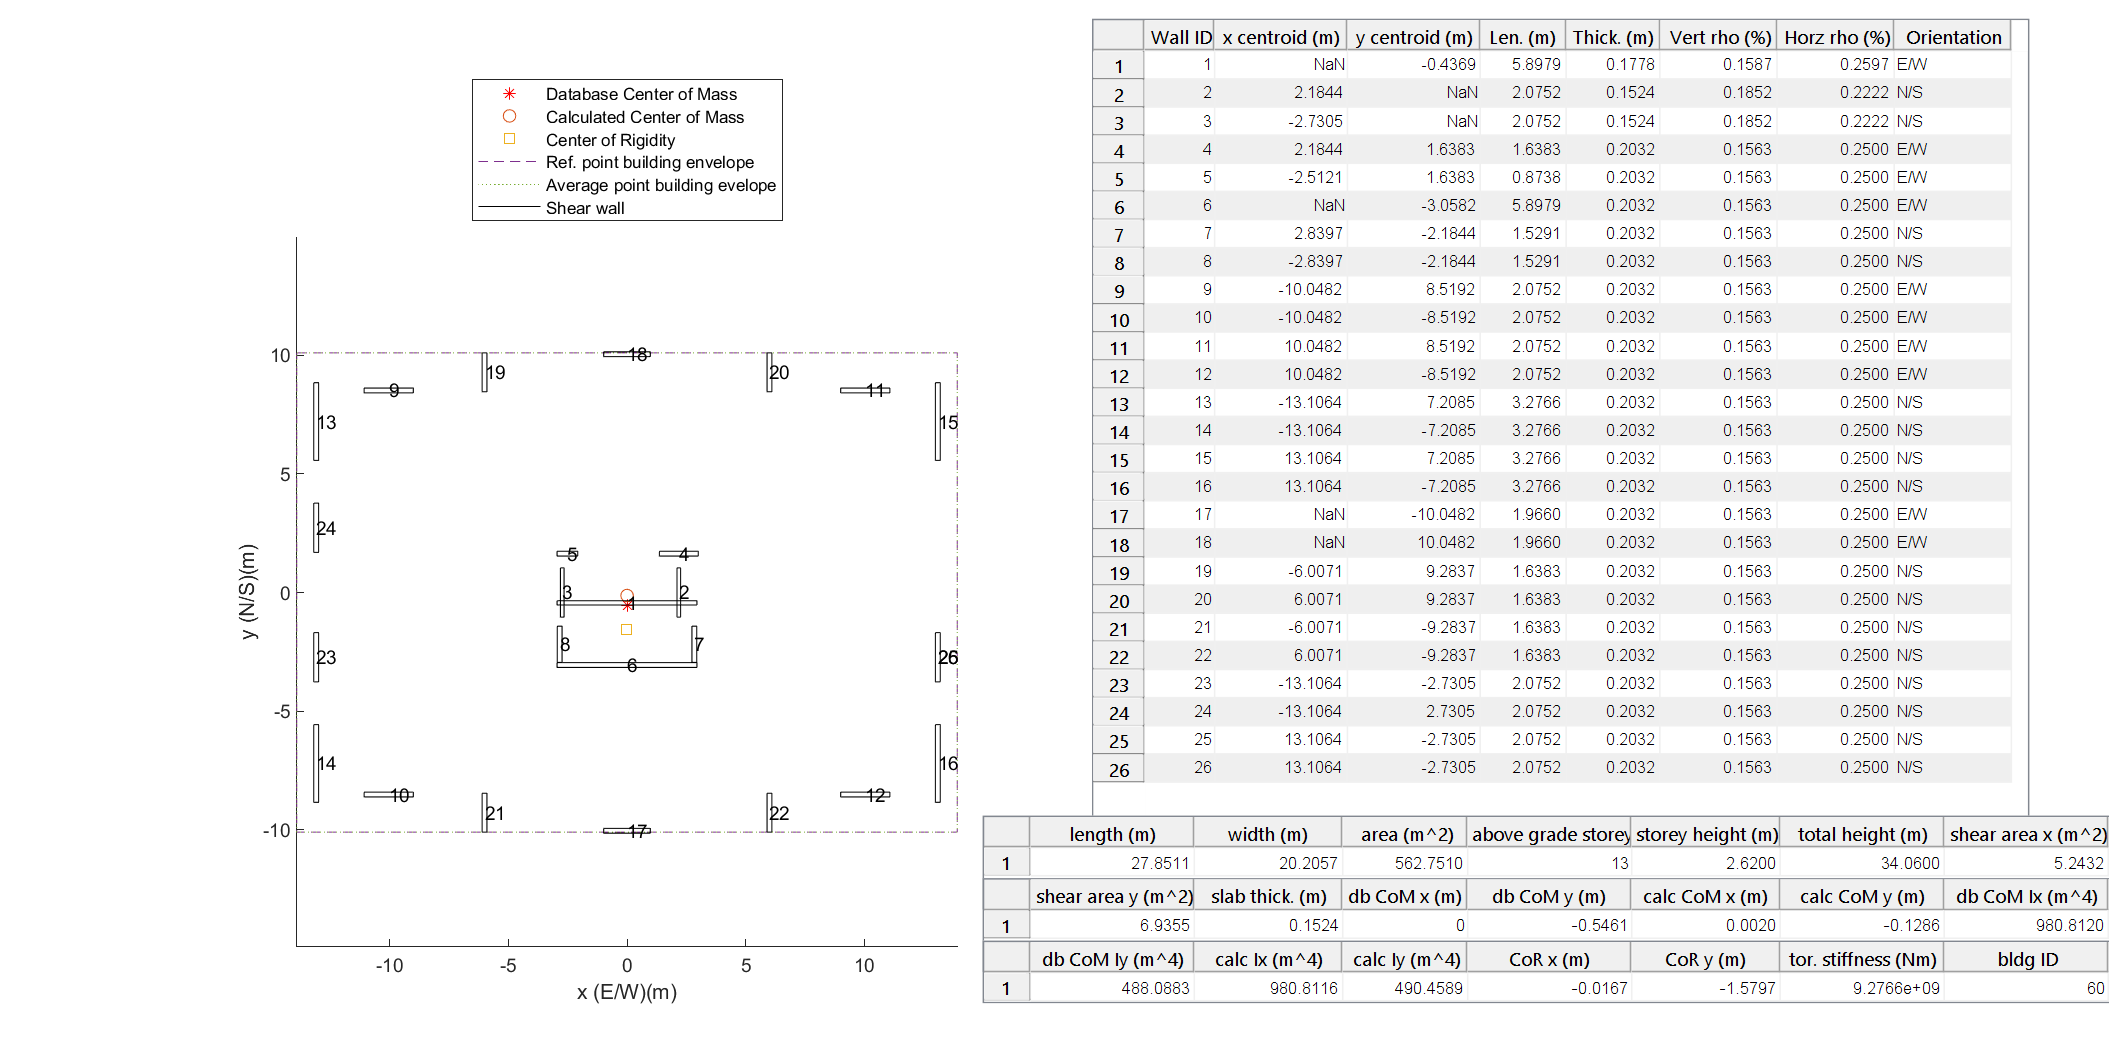 Database Center of Mass
Calculated Center of Mass
Center of Rigidity
Ref. point building envelope
Average point building evelope
Shear wall
10
5
0
-5
-10
y (N/S)(m)
-10 -5 0 5 10
x (E/W)(m)
18
19
20
9
11
13
15
24
5
4
3
2
1
8
7
6
23
26
14
16
10
12
21
22
17
Wall ID x centroid (m) y centroid (m) Len. (m) Thick. (m) Vert rho (%) Horz rho (%) Orientation
1 1 NaN -0.4369 5.8979 0.1778 0.1587 0.2597 E/W
2 2 2.1844 NaN 2.0752 0.1524 0.1852 0.2222 N/S
3 3 -2.7305 NaN 2.0752 0.1524 0.1852 0.2222 N/S
4 4 2.1844 1.6383 1.6383 0.2032 0.1563 0.2500 E/W
5 5 -2.5121 1.6383 0.8738 0.2032 0.1563 0.2500 E/W
6 6 NaN -3.0582 5.8979 0.2032 0.1563 0.2500 E/W
7 7 2.8397 -2.1844 1.5291 0.2032 0.1563 0.2500 N/S
8 8 -2.8397 -2.1844 1.5291 0.2032 0.1563 0.2500 N/S
9 9 -10.0482 8.5192 2.0752 0.2032 0.1563 0.2500 E/W
10 10 -10.0482 -8.5192 2.0752 0.2032 0.1563 0.2500 E/W
11 11 10.0482 8.5192 2.0752 0.2032 0.1563 0.2500 E/W
12 12 10.0482 -8.5192 2.0752 0.2032 0.1563 0.2500 E/W
13 13 -13.1064 7.2085 3.2766 0.2032 0.1563 0.2500 N/S
14 14 -13.1064 -7.2085 3.2766 0.2032 0.1563 0.2500 N/S
15 15 13.1064 7.2085 3.2766 0.2032 0.1563 0.2500 N/S
16 16 13.1064 -7.2085 3.2766 0.2032 0.1563 0.2500 N/S
17 17 NaN -10.0482 1.9660 0.2032 0.1563 0.2500 E/W
18 18 NaN 10.0482 1.9660 0.2032 0.1563 0.2500 E/W
19 19 -6.0071 9.2837 1.6383 0.2032 0.1563 0.2500 N/S
20 20 6.0071 9.2837 1.6383 0.2032 0.1563 0.2500 N/S
21 21 -6.0071 -9.2837 1.6383 0.2032 0.1563 0.2500 N/S
22 22 6.0071 -9.2837 1.6383 0.2032 0.1563 0.2500 N/S
23 23 -13.1064 -2.7305 2.0752 0.2032 0.1563 0.2500 N/S
24 24 -13.1064 2.7305 2.0752 0.2032 0.1563 0.2500 N/S
25 25 13.1064 -2.7305 2.0752 0.2032 0.1563 0.2500 N/S
26 26 13.1064 -2.7305 2.0752 0.2032 0.1563 0.2500 N/S
length (m) width (m) area (m^2) above grade storey storey height (m) total height (m) shear area x (m^2)
1 27.8511 20.2057 562.7510 13 2.6200 34.0600 5.2432
shear area y (m^2) slab thick. (m) db CoM x (m) db CoM y (m) calc CoM x (m) calc CoM y (m) db CoM Ix (m^4)
1 6.9355 0.1524 0 -0.5461 0.0020 -0.1286 980.8120
db CoM Iy (m^4) calc Ix (m^4) calc Iy (m^4) CoR x (m) CoR y (m) tor. stiffness (Nm) bldg ID
1 488.0883 980.8116 490.4589 -0.0167 -1.5797 9.2766e+09 60